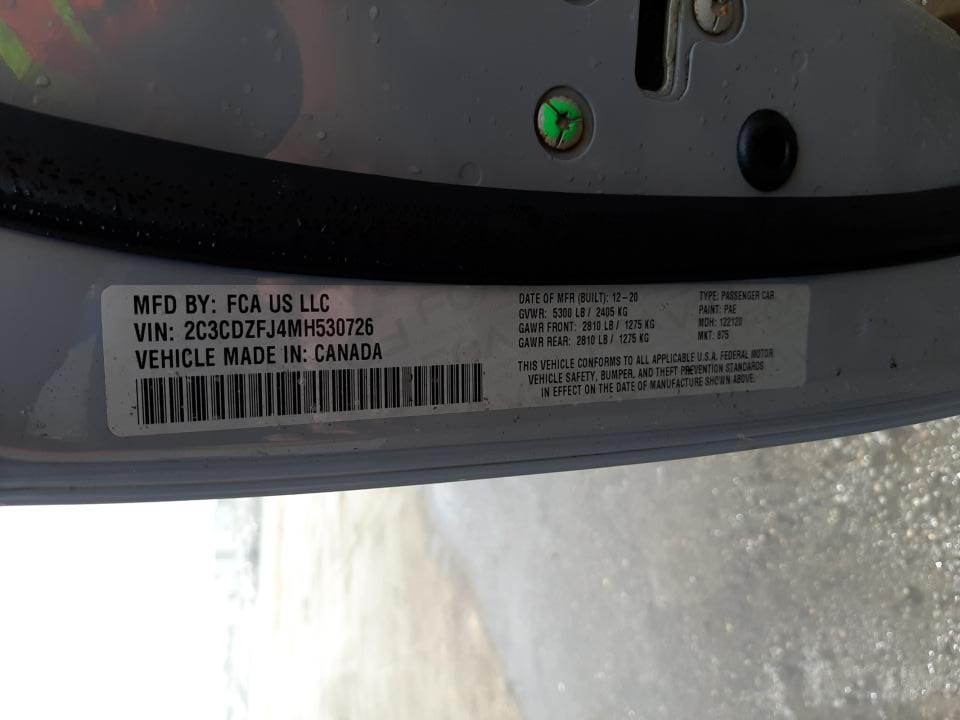 MFD BY: FCA US LLC
VIN: 2C3CDZFJ4MH530726
VEHICLE MADE IN: CANADA
DATE OF MFR (BUILT): 12-20
GVWR: 5300 LB / 2405 KG
GAWR FRONT: 2810 LB / 1275 KG
GAWR REAR: 2810 LB / 1275 KG
TYPE: PASSENGER CAR
PAINT: PAE
MDH: 122120
MKT: B75
THIS VEHICLE CONFORMS TO ALL APPLICABLE U.S.A. FEDERAL MOTOR
VEHICLE SAFETY, BUMPER, AND THEFT PREVENTION STANDARDS
IN EFFECT ON THE DATE OF MANUFACTURE SHOWN ABOVE.